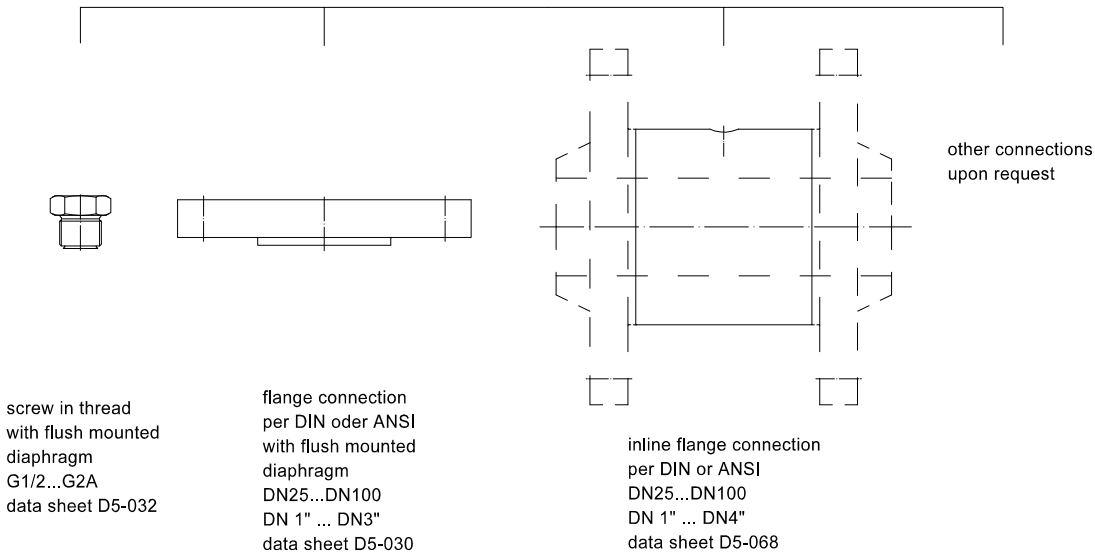 other connections
upon request
screw in thread
with flush mounted
diaphragm
G1/2...G2A
data sheet D5-032
flange connection
per DIN oder ANSI
with flush mounted
diaphragm
DN25...DN100
DN 1" ... DN3"
data sheet D5-030
inline flange connection
per DIN or ANSI
DN25...DN100
DN 1" ... DN4"
data sheet D5-068